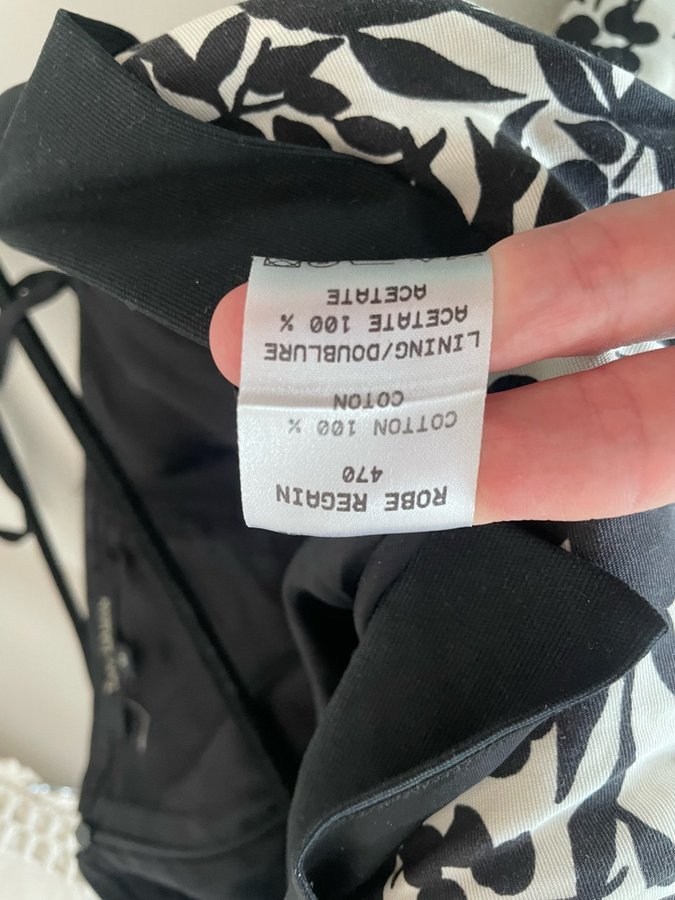 ROBE REGAIN
470
COTTON 100 %
COTON
LINING/DOUBLURE
ACETATE 100 %
ACETATE